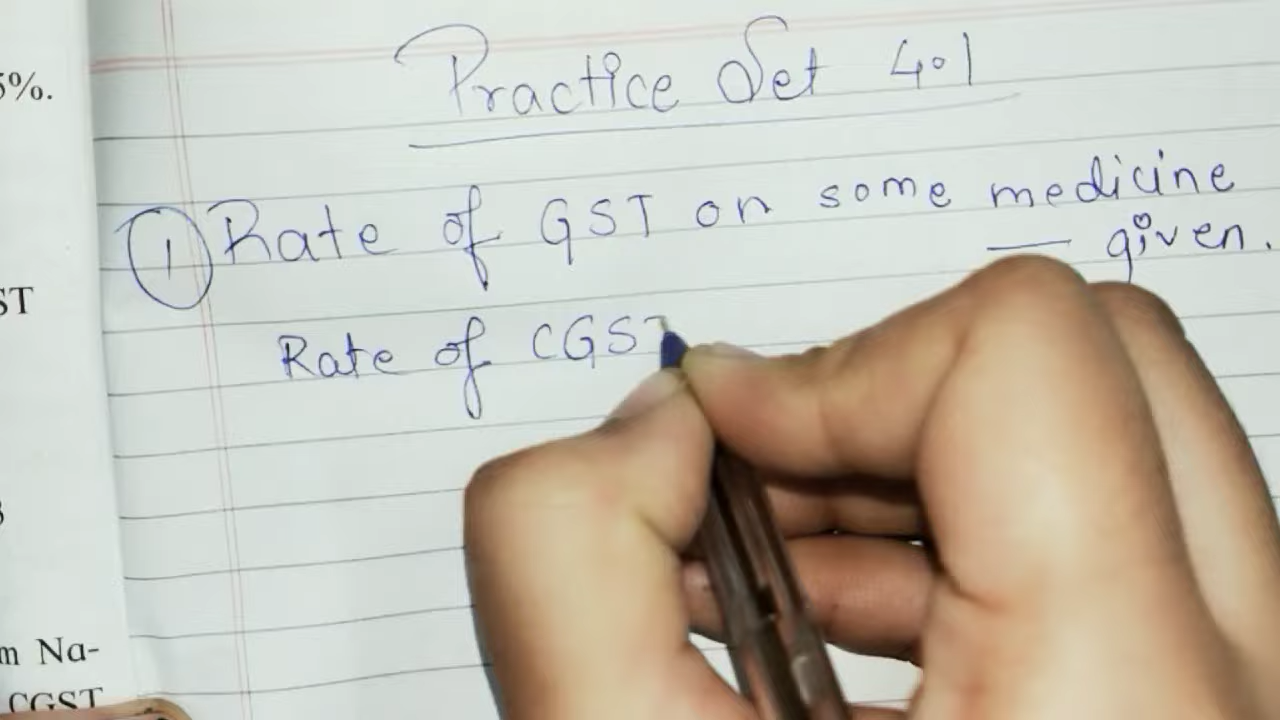 5%.
Practice Set 4.1
① Rate of GST on some medicine
— given.
ST
Rate of CGST
3
m Na-
CGST